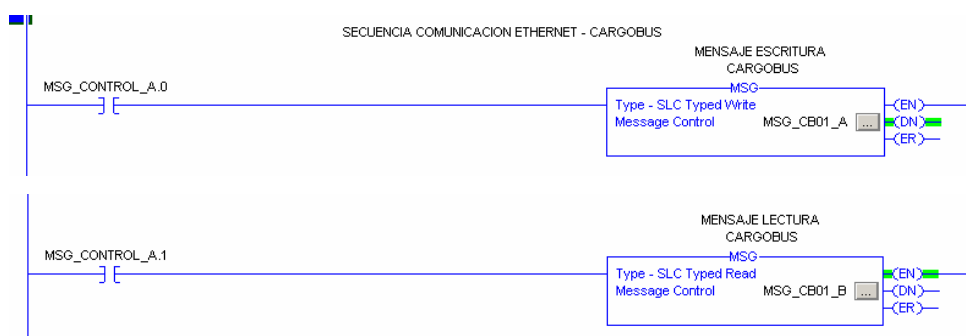 SECUENCIA COMUNICACION ETHERNET - CARGOBUS
MENSAJE ESCRITURA
CARGOBUS
MSG_CONTROL_A.0
MSG
Type - SLC Typed Write
(EN)
Message Control MSG_CB01_A ...
(DN)
(ER)
MENSAJE LECTURA
CARGOBUS
MSG_CONTROL_A.1
MSG
Type - SLC Typed Read
(EN)
Message Control MSG_CB01_B ...
(DN)
(ER)